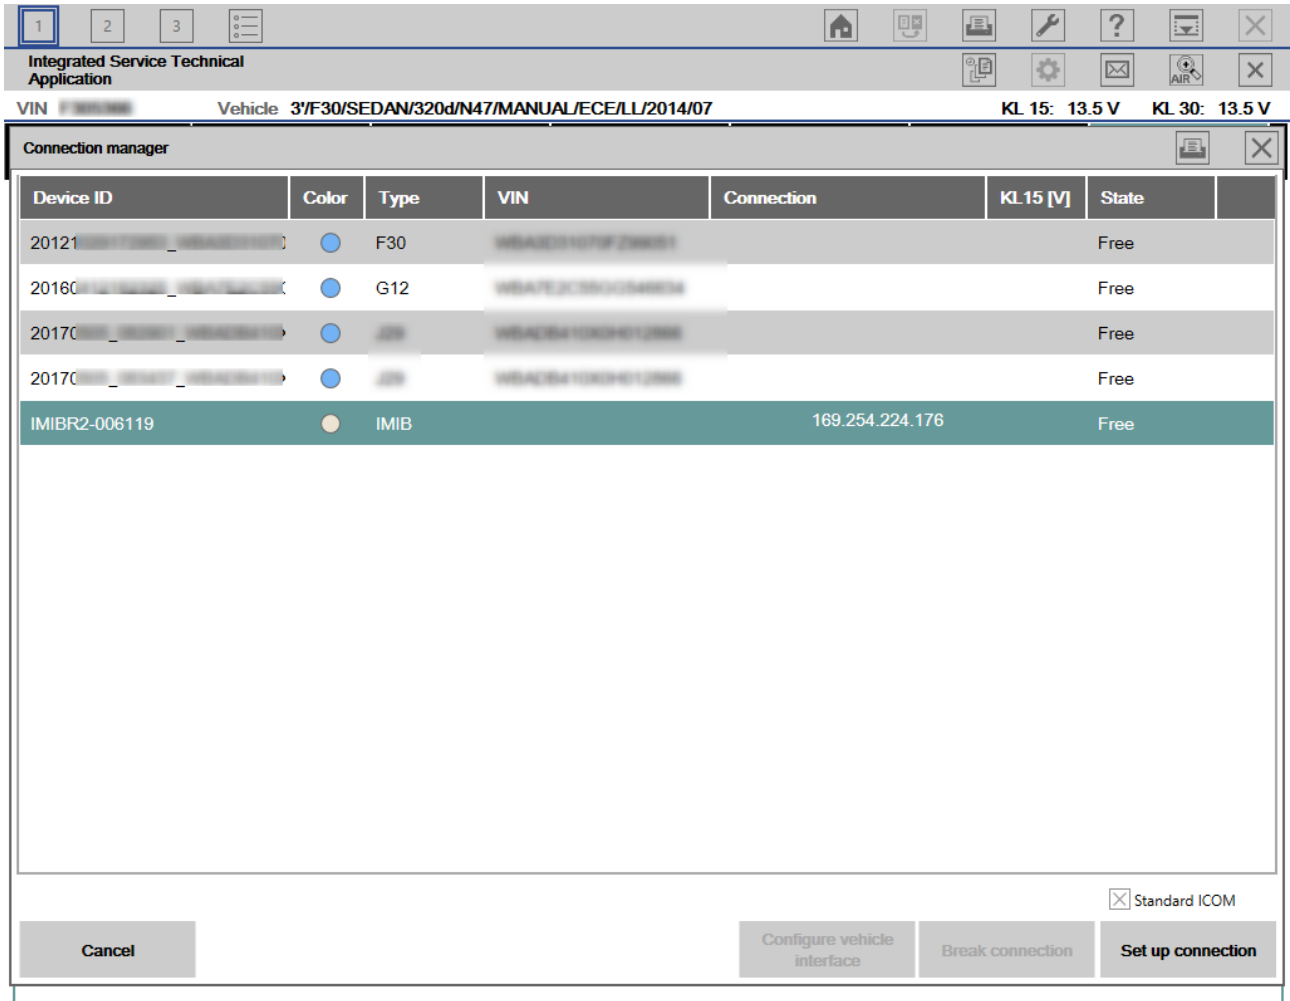 1 2 3
Integrated Service Technical
Application
AIR
VIN Vehicle 3'/F30/SEDAN/320d/N47/MANUAL/ECE/LL/2014/07 KL 15: 13.5 V KL 30: 13.5 V
Connection manager
Device ID Color Type VIN Connection KL15 [V] State
20121 F30 Free
20160 G12 Free
20170 Free
20170 Free
IMIBR2-006119 IMIB 169.254.224.176 Free
Standard ICOM
Cancel
Configure vehicle
interface
Break connection
Set up connection